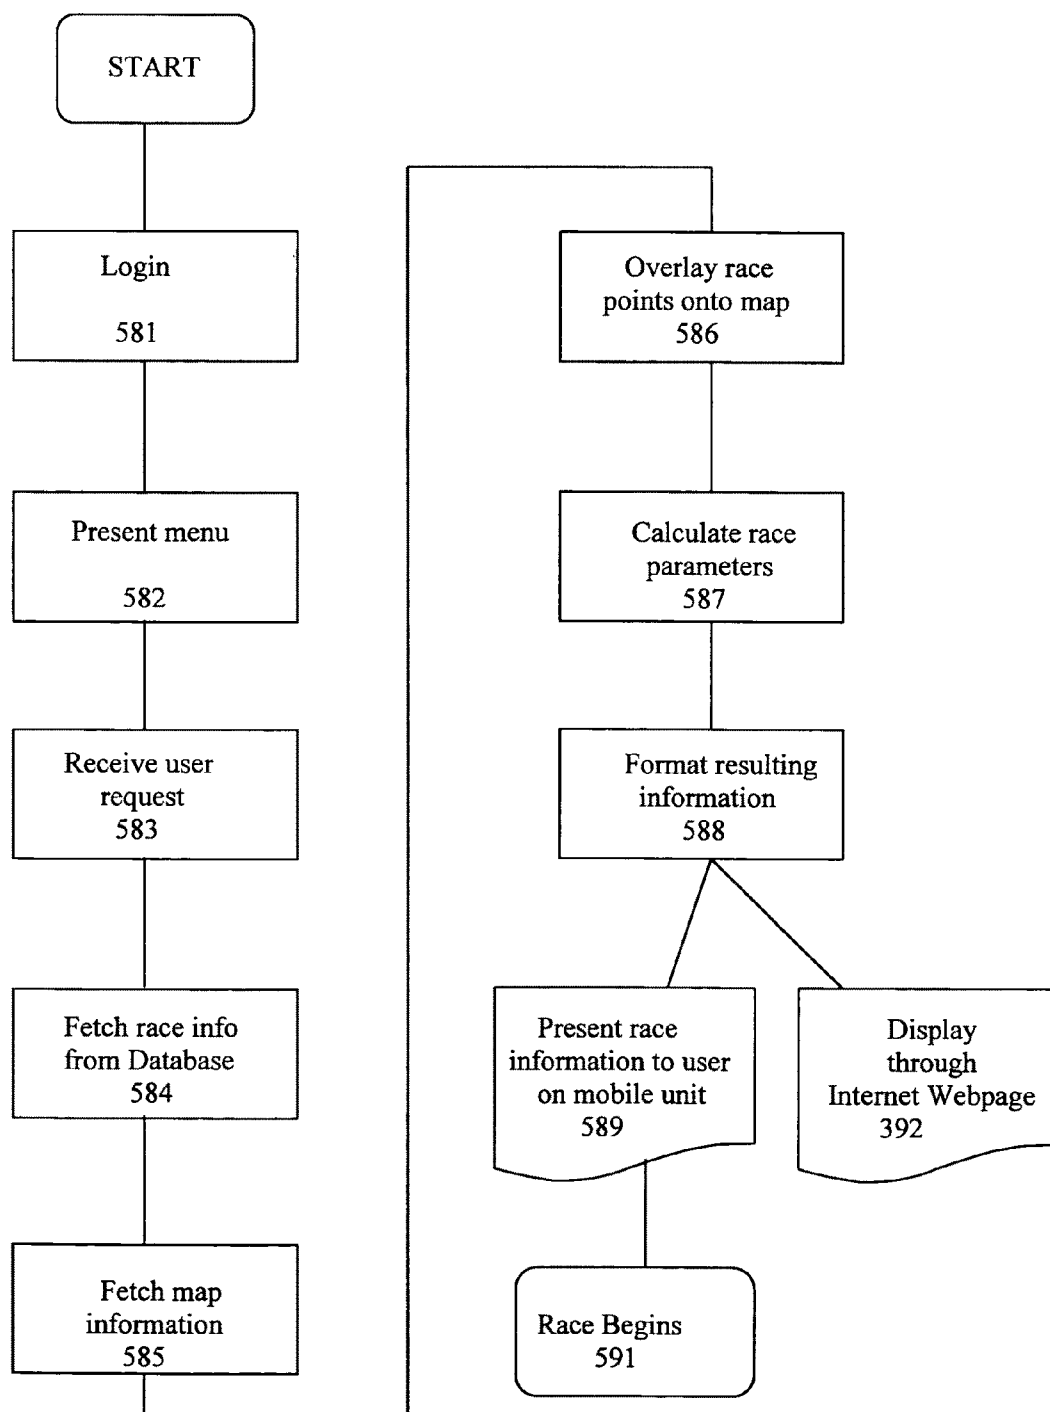 START
Login
581
Present menu
582
Receive user
request
583
Fetch race info
from Database
584
Fetch map
information
585
Overlay race
points onto map
586
Calculate race
parameters
587
Format resulting
information
588
Present race
information to user
on mobile unit
589
Display
through
Internet Webpage
392
Race Begins
591